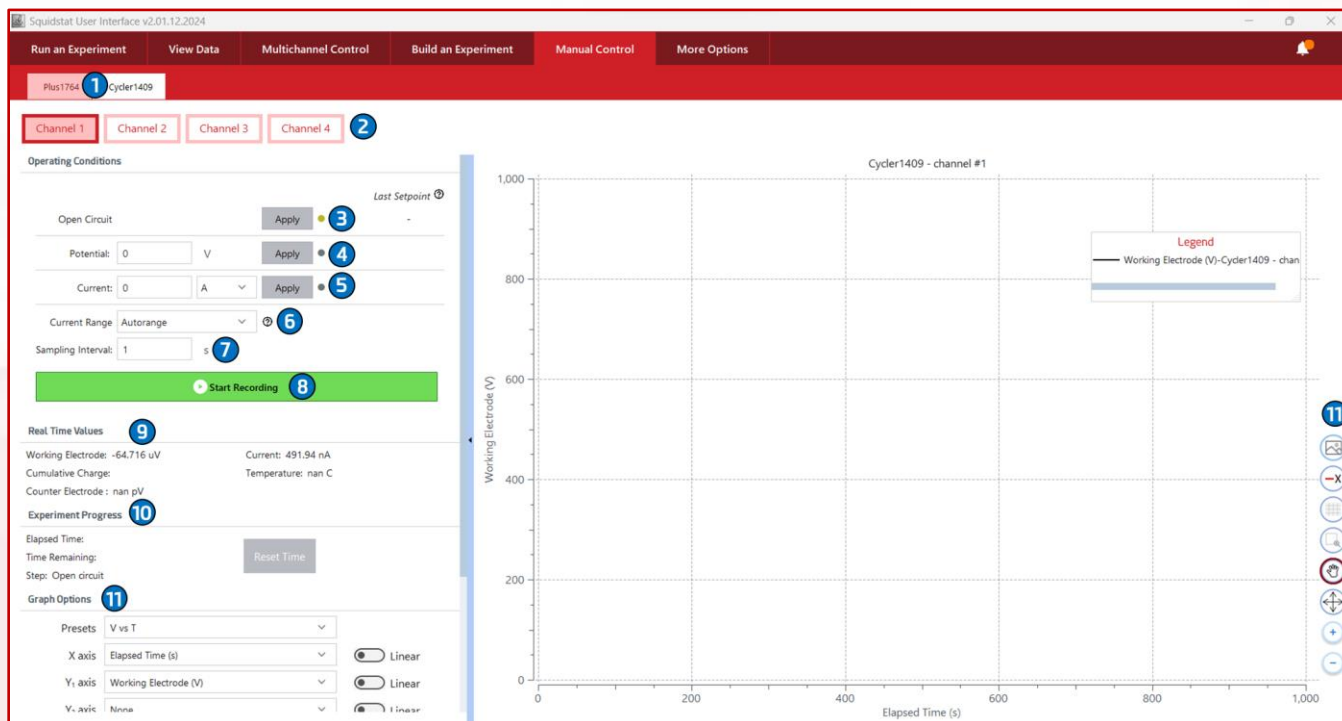 Squidstat User Interface v2.01.12.2024
Run an Experiment View Data Multichannel Control Build an Experiment Manual Control More Options
Plus1764 1 Cycler1409
Channel 1 Channel 2 Channel 3 Channel 4 2
Operating Conditions
Last Setpoint ?
Open Circuit Apply 3 -
Potential: 0 V Apply 4
Current: 0 A Apply 5
Current Range Autorange ? 6
Sampling Interval: 1 s 7
Start Recording 8
Real Time Values 9
Working Electrode: -64.716 uV Current: 491.94 nA
Cumulative Charge: Temperature: nan C
Counter Electrode : nan pV
Experiment Progress 10
Elapsed Time:
Time Remaining:
Reset Time
Step: Open circuit
Graph Options 11
Presets V vs T
X axis Elapsed Time (s) Linear
Y₁ axis Working Electrode (V) Linear
Y₂ axis None Linear
Cycler1409 - channel #1
Legend
Working Electrode (V)-Cycler1409 - chan
Working Electrode (V)
1,000
800
600
400
200
0
0 200 400 600 800 1,000
Elapsed Time (s)
11
X
+
−